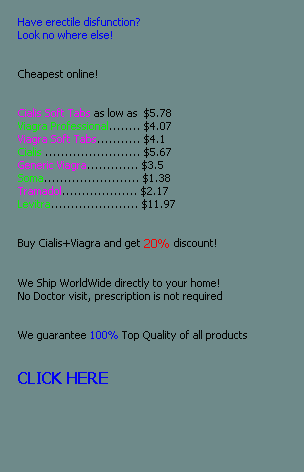 Have erectile disfunction?
Look no where else!
Cheapest online!
Cialis Soft Tabs as low as $5.78
Viagra Professional......... $4.07
Viagra Soft Tabs........... $4.1
Cialis........................... $5.67
Generic Viagra............... $3.5
Soma........................... $1.38
Tramadol..................... $2.17
Levitra......................... $11.97
Buy Cialis+Viagra and get 20% discount!
We Ship WorldWide directly to your home!
No Doctor visit, prescription is not required
We guarantee 100% Top Quality of all products
CLICK HERE